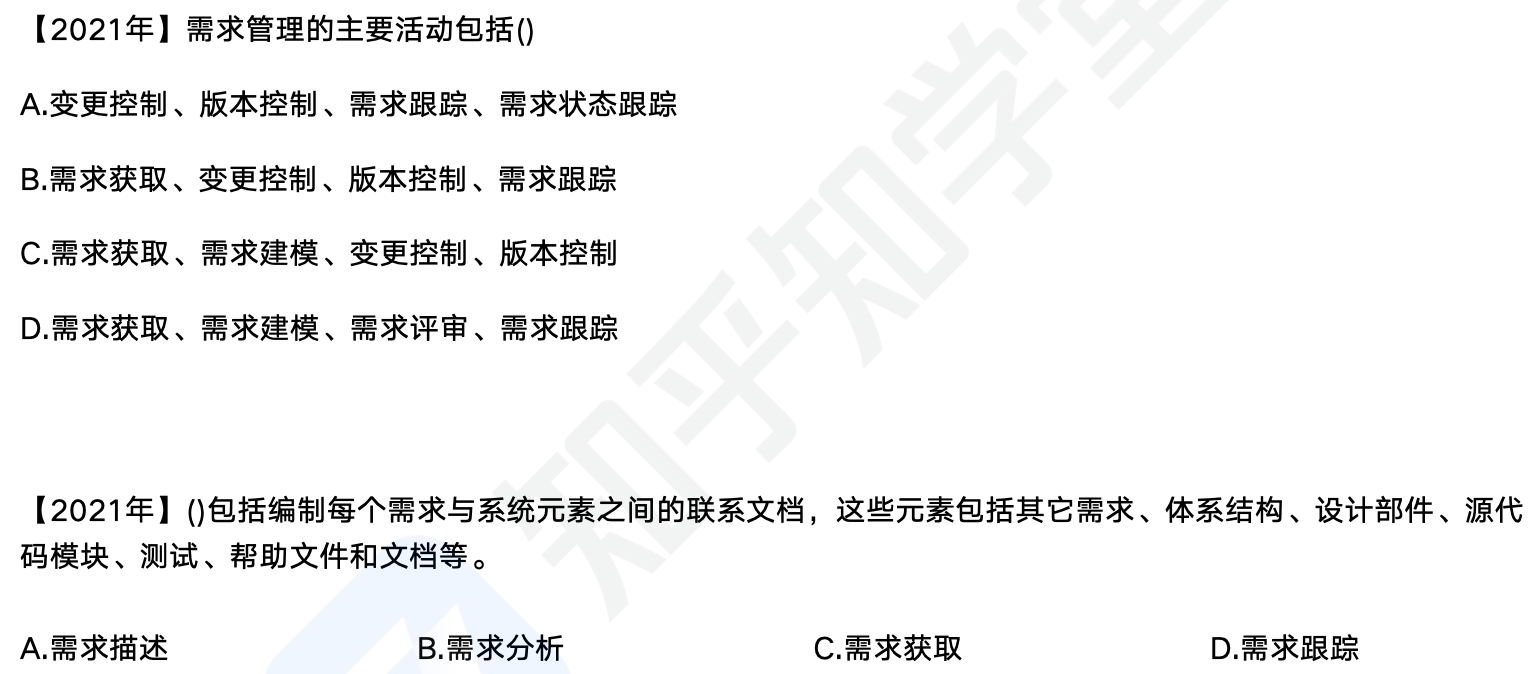 【2021年】需求管理的主要活动包括()
A.变更控制、版本控制、需求跟踪、需求状态跟踪
B.需求获取、变更控制、版本控制、需求跟踪
C.需求获取、需求建模、变更控制、版本控制
D.需求获取、需求建模、需求评审、需求跟踪
【2021年】()包括编制每个需求与系统元素之间的联系文档，这些元素包括其它需求、体系结构、设计部件、源代
码模块、测试、帮助文件和文档等。
A.需求描述 B.需求分析 C.需求获取 D.需求跟踪
知乎知学堂